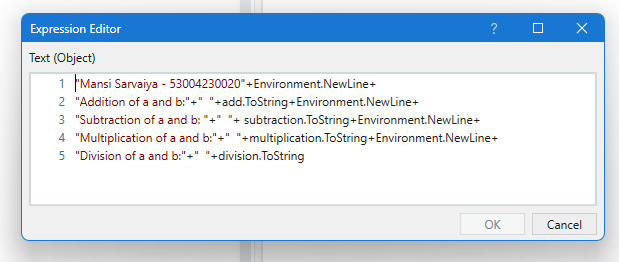 Expression Editor
?
Text (Object)
1 "Mansi Sarvaiya - 53004230020"+Environment.NewLine+
2 "Addition of a and b:"+"  "+add.ToString+Environment.NewLine+
3 "Subtraction of a and b: "+"  "+ subtraction.ToString+Environment.NewLine+
4 "Multiplication of a and b:"+"  "+multiplication.ToString+Environment.NewLine+
5 "Division of a and b:"+"  "+division.ToString
OK Cancel